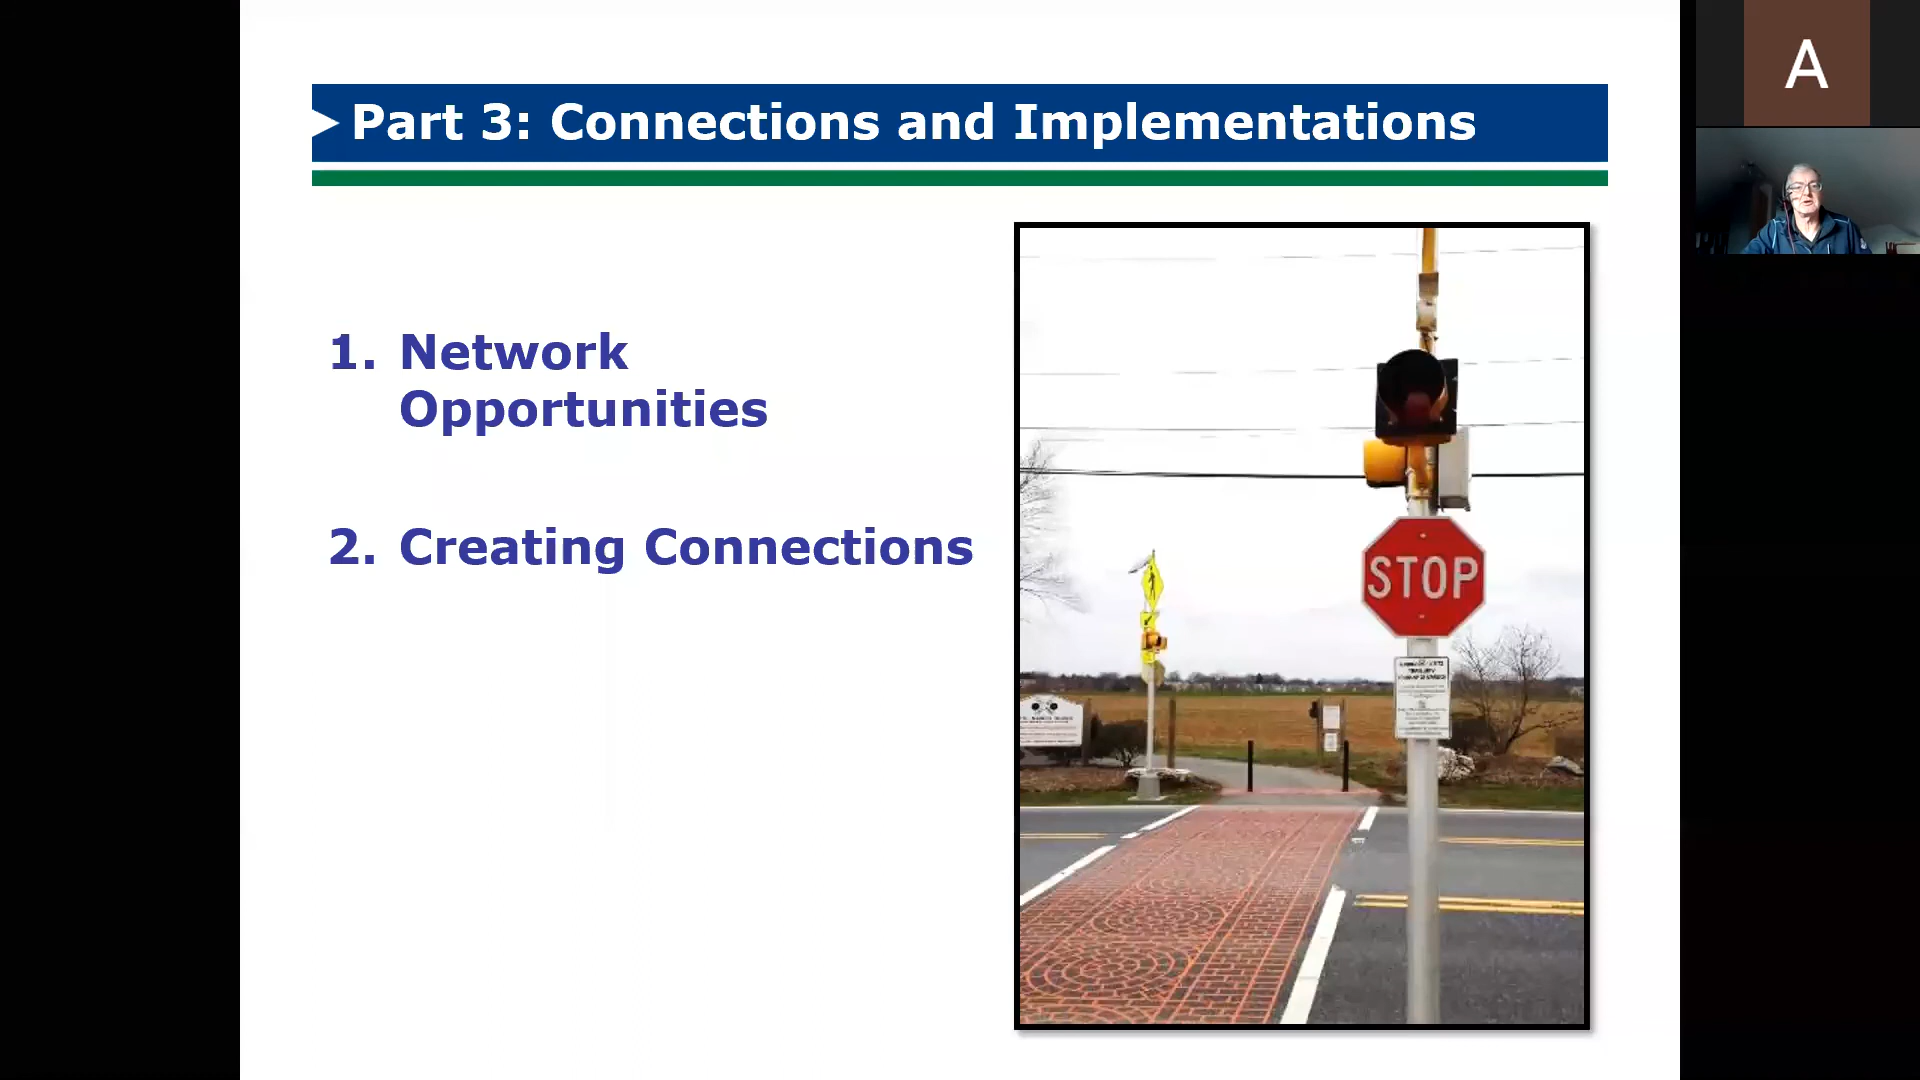 Part 3: Connections and Implementations
A
1. Network
Opportunities
2. Creating Connections
STOP